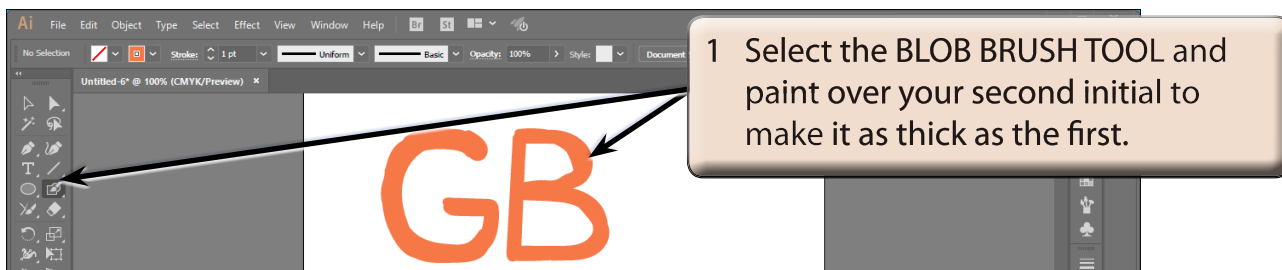 Ai File Edit Object Type Select Effect View Window Help Br St
No Selection Stroke: 1 pt Uniform Basic Opacity: 100% Style: Document
Untitled-6* @ 100% (CMYK/Preview) ×
1 Select the BLOB BRUSH TOOL and
paint over your second initial to
make it as thick as the first.
GB